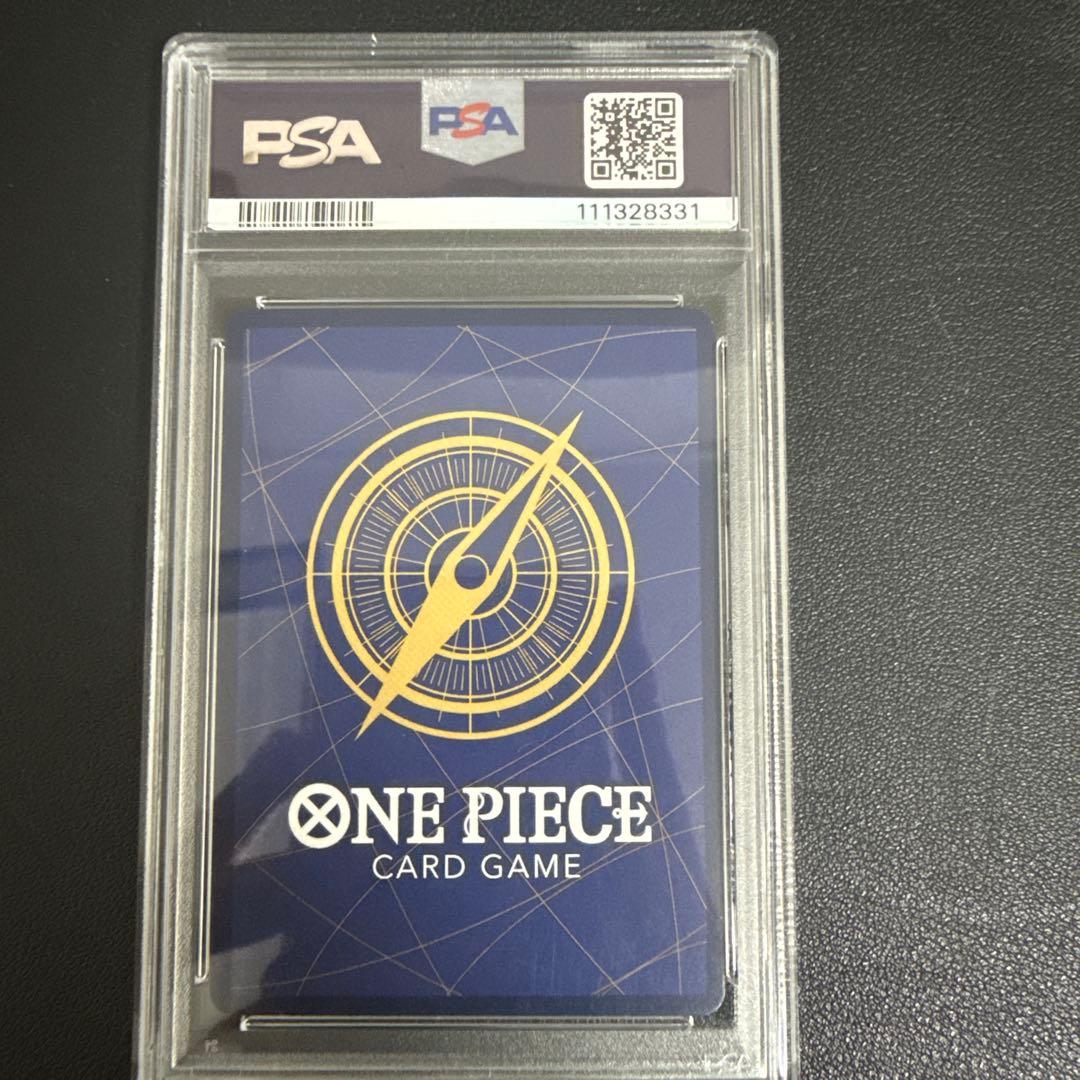 PSA
PSA
111328331
ONE PIECE
CARD GAME